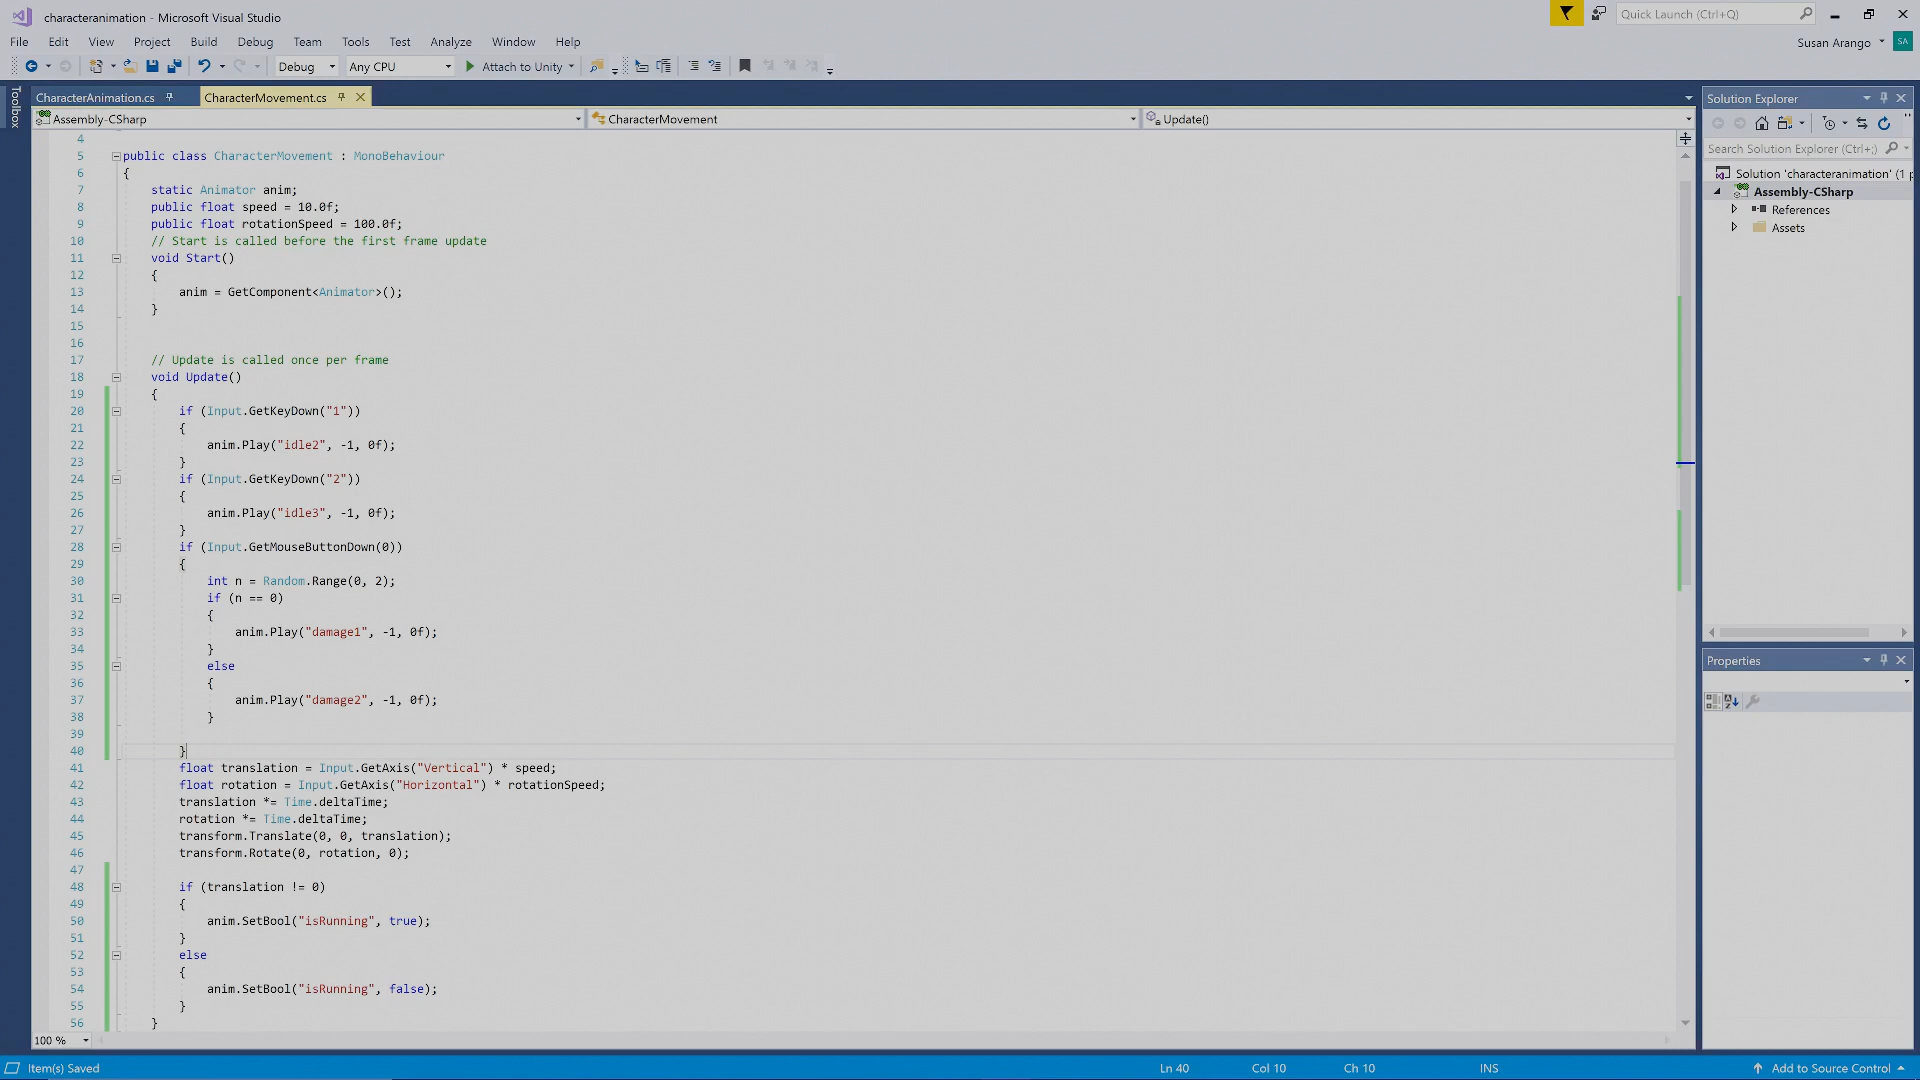 characteranimation - Microsoft Visual Studio
Quick Launch (Ctrl+Q)
File Edit View Project Build Debug Team Tools Test Analyze Window Help
Susan Arango SA
Debug Any CPU Attach to Unity
Toolbox
CharacterAnimation.cs CharacterMovement.cs
Assembly-CSharp CharacterMovement Update()
4
5 public class CharacterMovement : MonoBehaviour
6 {
7 static Animator anim;
8 public float speed = 10.0f;
9 public float rotationSpeed = 100.0f;
10 // Start is called before the first frame update
11 void Start()
12 {
13 anim = GetComponent<Animator>();
14 }
15
16
17 // Update is called once per frame
18 void Update()
19 {
20 if (Input.GetKeyDown("1"))
21 {
22 anim.Play("idle2", -1, 0f);
23 }
24 if (Input.GetKeyDown("2"))
25 {
26 anim.Play("idle3", -1, 0f);
27 }
28 if (Input.GetMouseButtonDown(0))
29 {
30 int n = Random.Range(0, 2);
31 if (n == 0)
32 {
33 anim.Play("damage1", -1, 0f);
34 }
35 else
36 {
37 anim.Play("damage2", -1, 0f);
38 }
39
40 }
41 float translation = Input.GetAxis("Vertical") * speed;
42 float rotation = Input.GetAxis("Horizontal") * rotationSpeed;
43 translation *= Time.deltaTime;
44 rotation *= Time.deltaTime;
45 transform.Translate(0, 0, translation);
46 transform.Rotate(0, rotation, 0);
47
48 if (translation != 0)
49 {
50 anim.SetBool("isRunning", true);
51 }
52 else
53 {
54 anim.SetBool("isRunning", false);
55 }
56 }
100 %
Solution Explorer
Search Solution Explorer (Ctrl+;)
Solution 'characteranimation' (1 p
Assembly-CSharp
References
Assets
Properties
Item(s) Saved Ln 40 Col 10 Ch 10 INS Add to Source Control